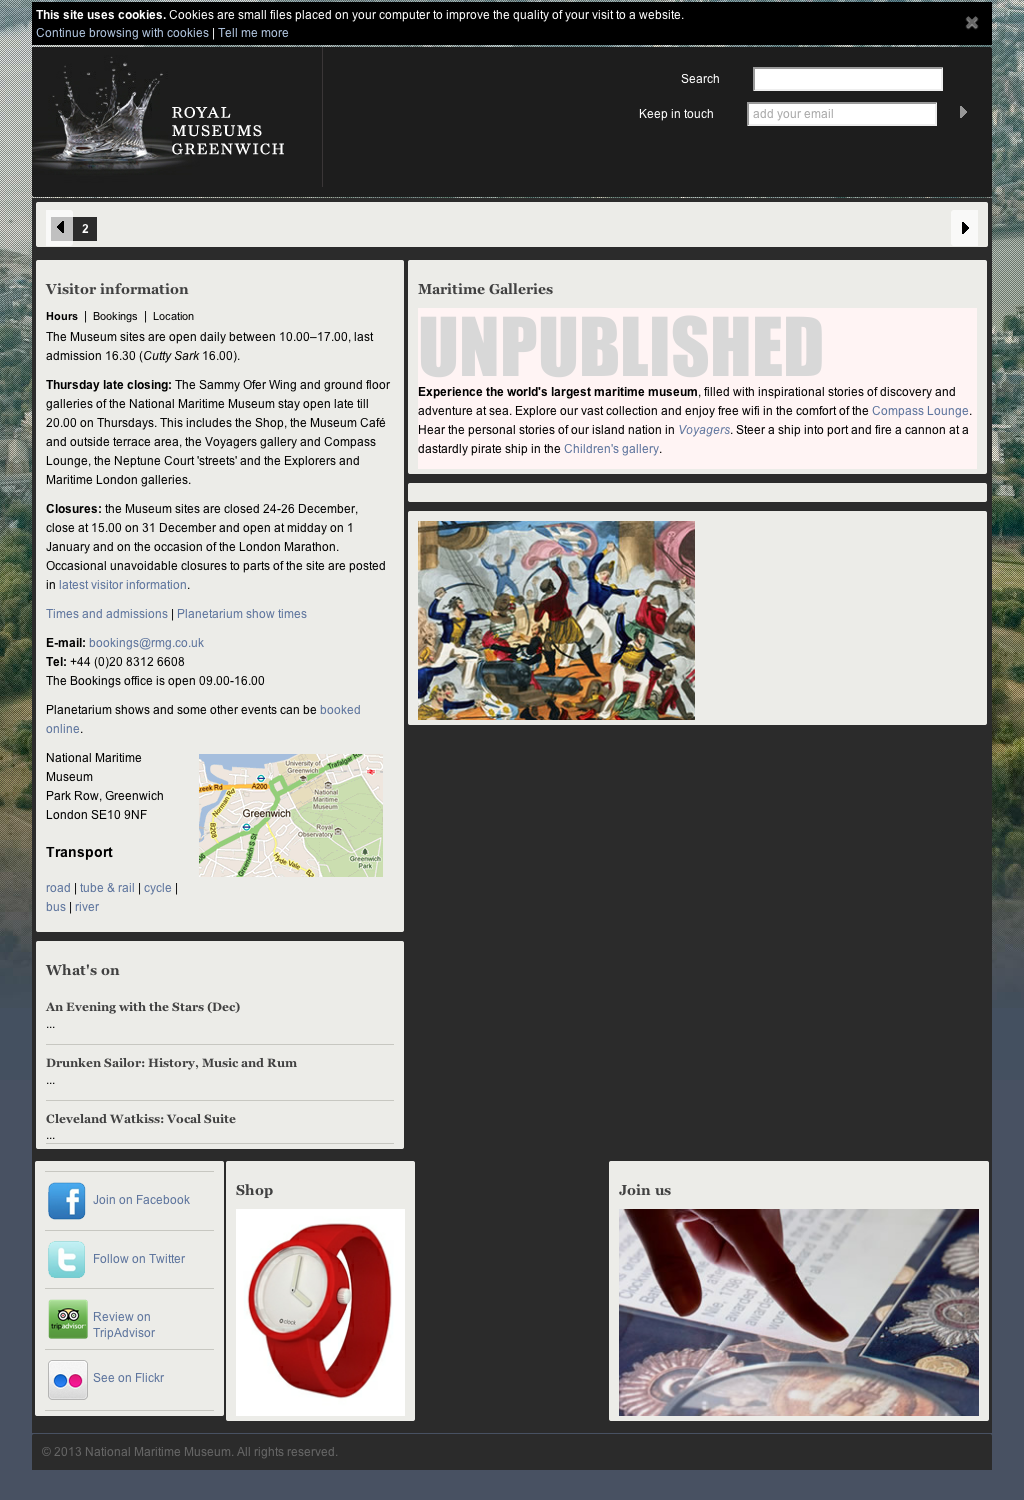 This site uses cookies. Cookies are small files placed on your computer to improve the quality of your visit to a website.
Continue browsing with cookies | Tell me more
ROYAL
MUSEUMS
GREENWICH
Search
Keep in touch
add your email
2
Visitor information
Hours | Bookings | Location
The Museum sites are open daily between 10.00–17.00, last
admission 16.30 (Cutty Sark 16.00).
Thursday late closing: The Sammy Ofer Wing and ground floor
galleries of the National Maritime Museum stay open late till
20.00 on Thursdays. This includes the Shop, the Museum Café
and outside terrace area, the Voyagers gallery and Compass
Lounge, the Neptune Court 'streets' and the Explorers and
Maritime London galleries.
Closures: the Museum sites are closed 24-26 December,
close at 15.00 on 31 December and open at midday on 1
January and on the occasion of the London Marathon.
Occasional unavoidable closures to parts of the site are posted
in latest visitor information.
Times and admissions | Planetarium show times
E-mail: bookings@rmg.co.uk
Tel: +44 (0)20 8312 6608
The Bookings office is open 09.00-16.00
Planetarium shows and some other events can be booked
online.
National Maritime
Museum
Park Row, Greenwich
London SE10 9NF
Transport
road | tube & rail | cycle |
bus | river
University of
Greenwich
Trafalgar R
reek Rd
A200
Norman Rd
National
Maritime
Museum
Greenwich
B208
Royal
Observatory
Greenwich S St
Hyde Vale
Greenwich
Park
What's on
An Evening with the Stars (Dec)
...
Drunken Sailor: History, Music and Rum
...
Cleveland Watkiss: Vocal Suite
...
Maritime Galleries
UNPUBLISHED
Experience the world's largest maritime museum, filled with inspirational stories of discovery and
adventure at sea. Explore our vast collection and enjoy free wifi in the comfort of the Compass Lounge.
Hear the personal stories of our island nation in Voyagers. Steer a ship into port and fire a cannon at a
dastardly pirate ship in the Children's gallery.
Join on Facebook
Follow on Twitter
tripadvisor
Review on
TripAdvisor
See on Flickr
Shop
clock
Join us
© 2013 National Maritime Museum. All rights reserved.